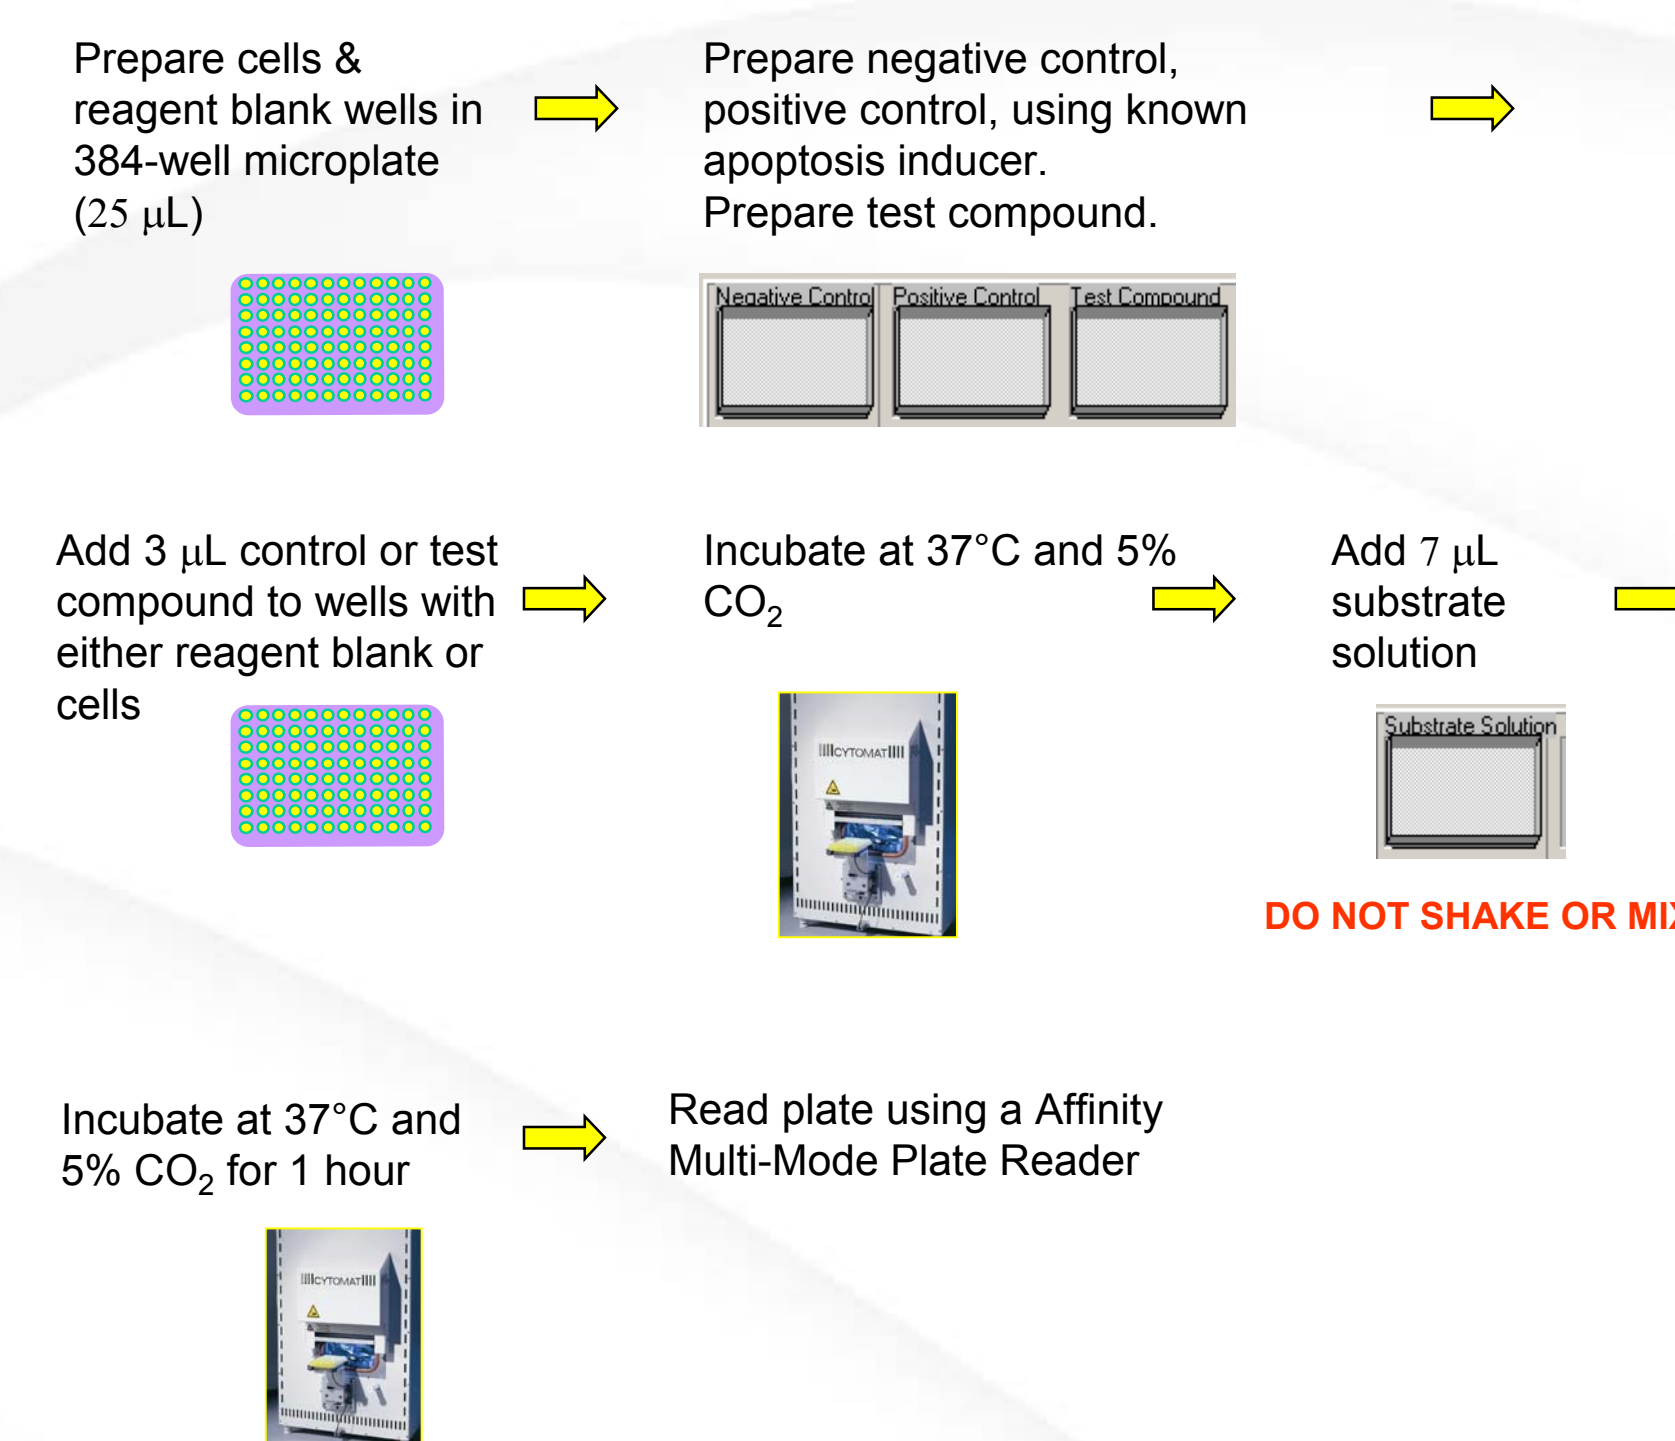 Prepare cells &
reagent blank wells in
384-well microplate
(25 μL)
Prepare negative control,
positive control, using known
apoptosis inducer.
Prepare test compound.
Negative Control
Positive Control
Test Compound
Add 3 μL control or test
compound to wells with
either reagent blank or
cells
Incubate at 37°C and 5%
CO₂
CYTOMAT
Add 7 μL
substrate
solution
Substrate Solution
DO NOT SHAKE OR MIX
Incubate at 37°C and
5% CO₂ for 1 hour
CYTOMAT
Read plate using a Affinity
Multi-Mode Plate Reader